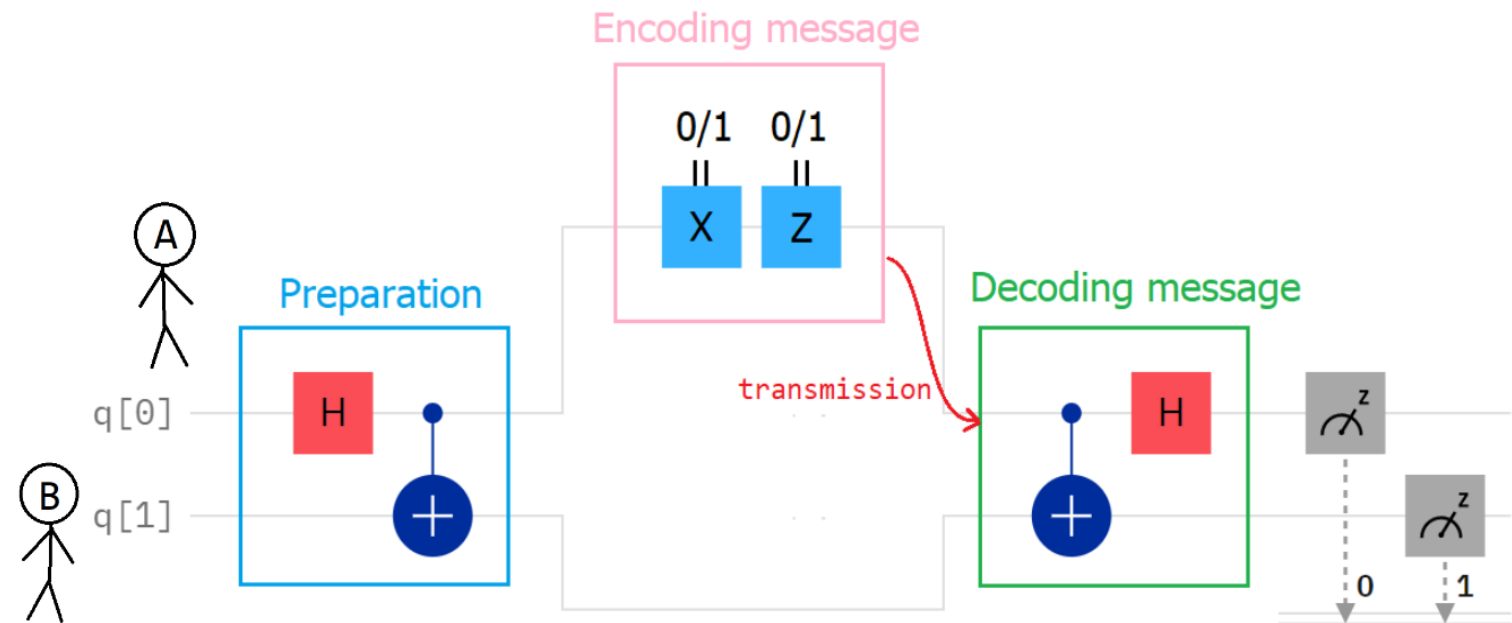 Encoding message
0/1 0/1
X Z
A
Preparation
Decoding message
transmission
q[0] H H z
B
q[1] z
0 1